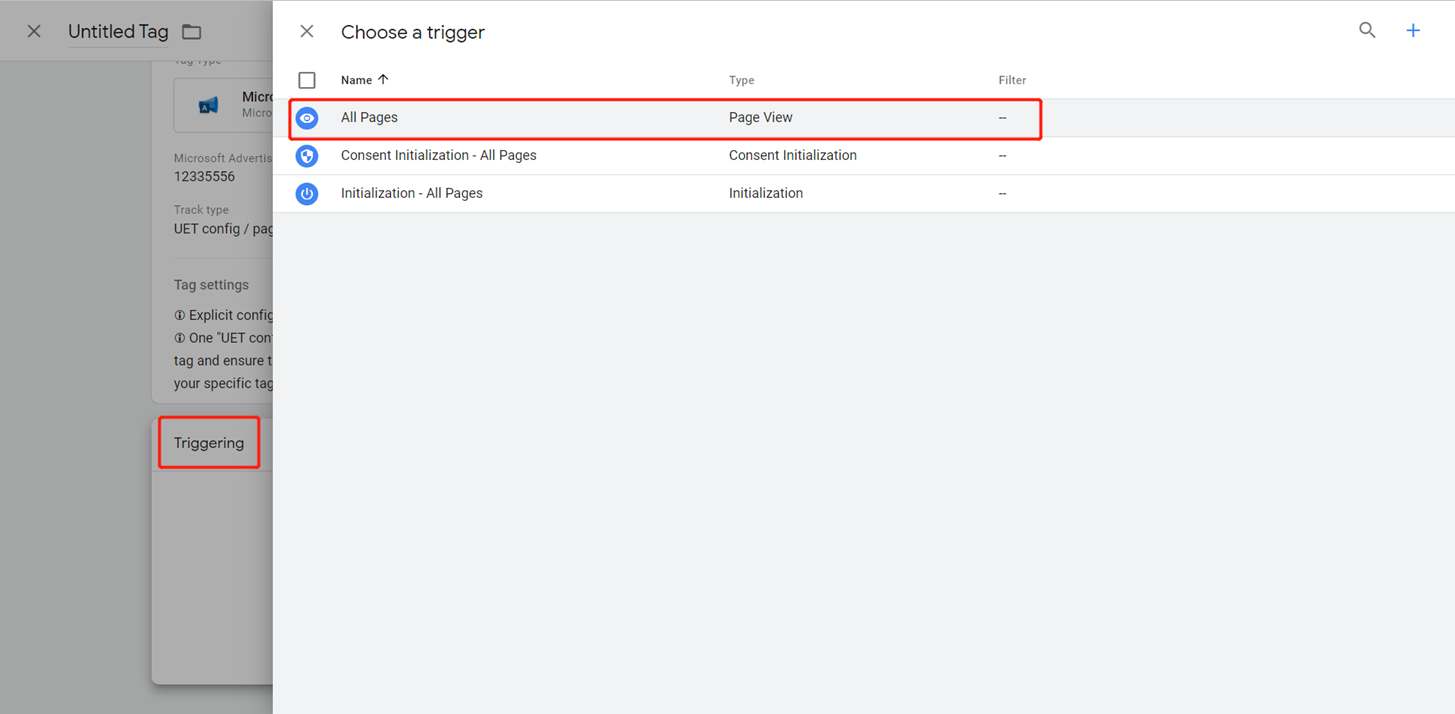 Untitled Tag
Tag Type
Micro
Micro
Microsoft Advertis
12335556
Track type
UET config / pag
Tag settings
Explicit config
One "UET con
tag and ensure t
your specific tag
Triggering
Choose a trigger
Name Type Filter
All Pages Page View --
Consent Initialization - All Pages Consent Initialization --
Initialization - All Pages Initialization --